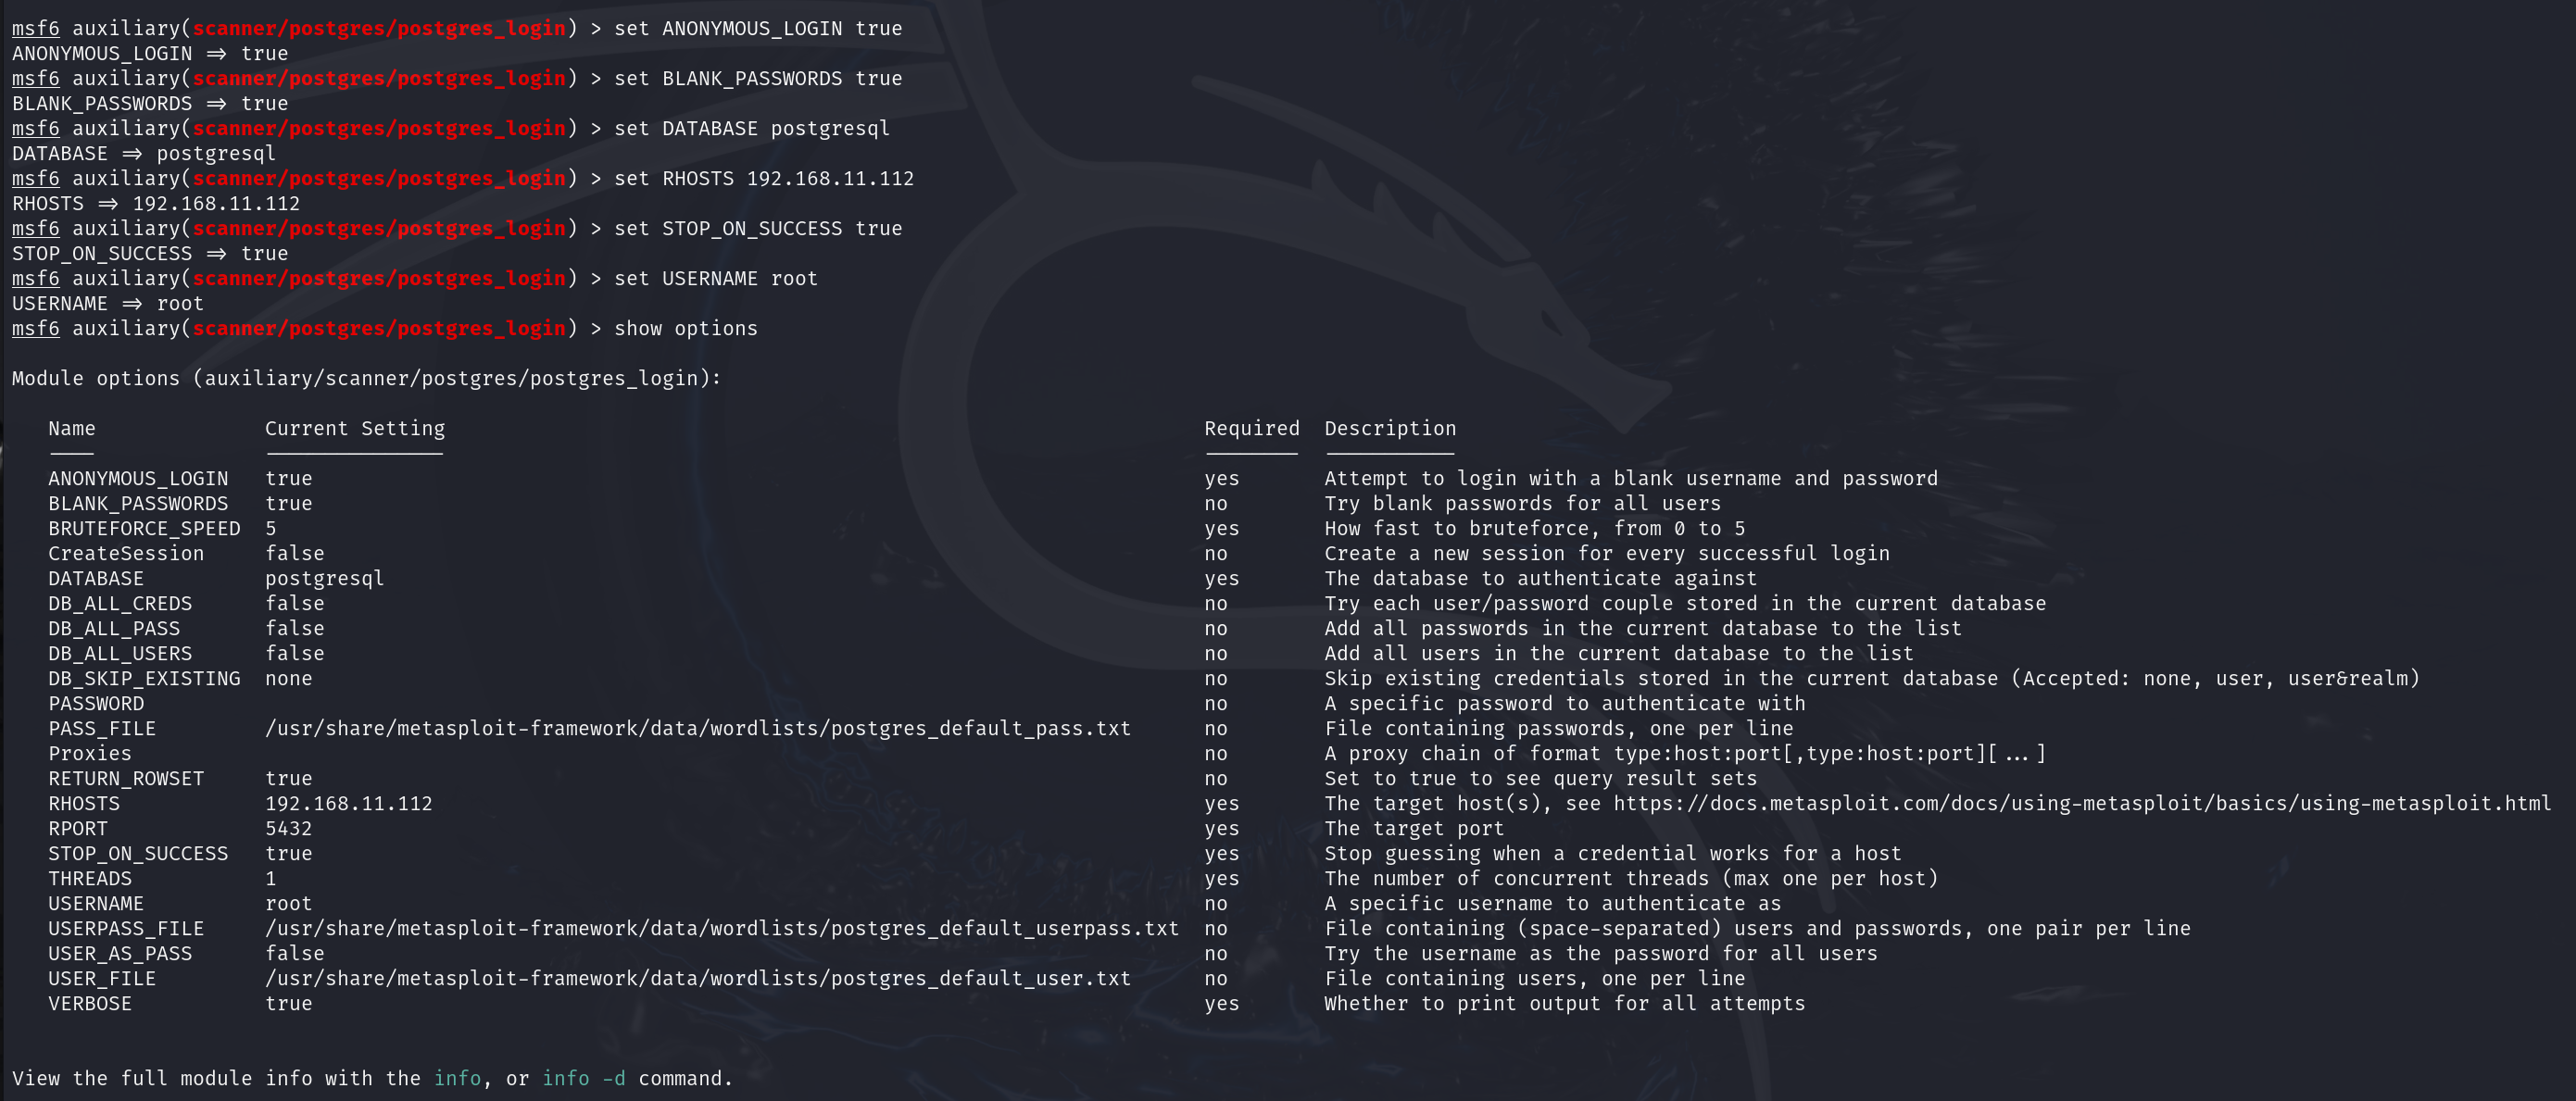 msf6 auxiliary(scanner/postgres/postgres_login) > set ANONYMOUS_LOGIN true
ANONYMOUS_LOGIN ⇒ true
msf6 auxiliary(scanner/postgres/postgres_login) > set BLANK_PASSWORDS true
BLANK_PASSWORDS ⇒ true
msf6 auxiliary(scanner/postgres/postgres_login) > set DATABASE postgresql
DATABASE ⇒ postgresql
msf6 auxiliary(scanner/postgres/postgres_login) > set RHOSTS 192.168.11.112
RHOSTS ⇒ 192.168.11.112
msf6 auxiliary(scanner/postgres/postgres_login) > set STOP_ON_SUCCESS true
STOP_ON_SUCCESS ⇒ true
msf6 auxiliary(scanner/postgres/postgres_login) > set USERNAME root
USERNAME ⇒ root
msf6 auxiliary(scanner/postgres/postgres_login) > show options
Module options (auxiliary/scanner/postgres/postgres_login):
Name Current Setting Required Description
---- --------------- -------- -----------
ANONYMOUS_LOGIN true yes Attempt to login with a blank username and password
BLANK_PASSWORDS true no Try blank passwords for all users
BRUTEFORCE_SPEED 5 yes How fast to bruteforce, from 0 to 5
CreateSession false no Create a new session for every successful login
DATABASE postgresql yes The database to authenticate against
DB_ALL_CREDS false no Try each user/password couple stored in the current database
DB_ALL_PASS false no Add all passwords in the current database to the list
DB_ALL_USERS false no Add all users in the current database to the list
DB_SKIP_EXISTING none no Skip existing credentials stored in the current database (Accepted: none, user, user&realm)
PASSWORD no A specific password to authenticate with
PASS_FILE /usr/share/metasploit-framework/data/wordlists/postgres_default_pass.txt no File containing passwords, one per line
Proxies no A proxy chain of format type:host:port[,type:host:port][...]
RETURN_ROWSET true no Set to true to see query result sets
RHOSTS 192.168.11.112 yes The target host(s), see https://docs.metasploit.com/docs/using-metasploit/basics/using-metasploit.html
RPORT 5432 yes The target port
STOP_ON_SUCCESS true yes Stop guessing when a credential works for a host
THREADS 1 yes The number of concurrent threads (max one per host)
USERNAME root no A specific username to authenticate as
USERPASS_FILE /usr/share/metasploit-framework/data/wordlists/postgres_default_userpass.txt no File containing (space-separated) users and passwords, one pair per line
USER_AS_PASS false no Try the username as the password for all users
USER_FILE /usr/share/metasploit-framework/data/wordlists/postgres_default_user.txt no File containing users, one per line
VERBOSE true yes Whether to print output for all attempts
View the full module info with the info, or info -d command.